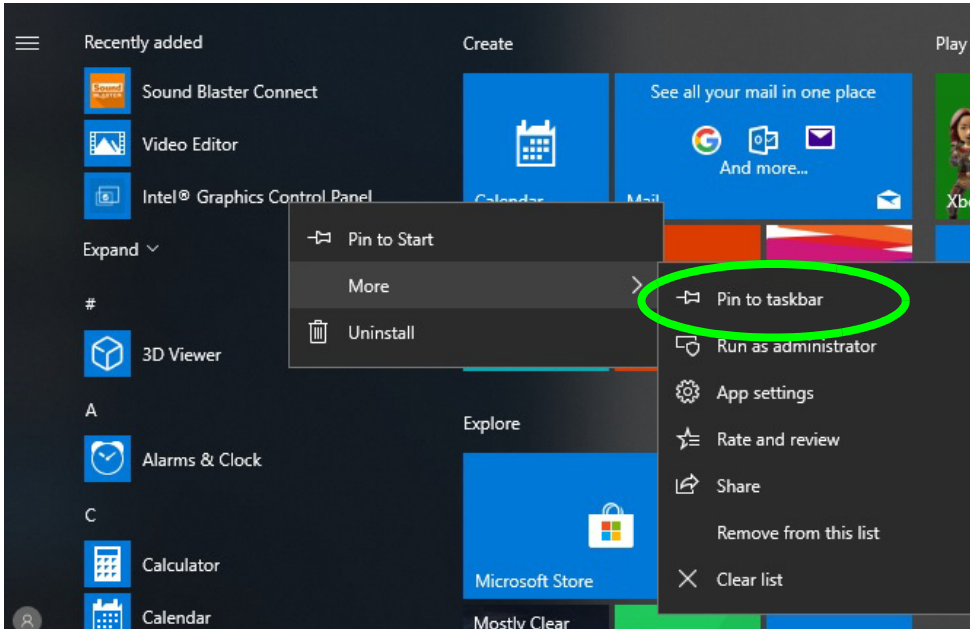 Recently added
Sound BLASTER
Sound Blaster Connect
Video Editor
Intel® Graphics Control Panel
Expand
#
3D Viewer
A
Alarms & Clock
C
Calculator
Calendar
Create
Calendar
See all your mail in one place
And more...
Mail
Play
Xb
Pin to Start
More
Uninstall
Pin to taskbar
Run as administrator
App settings
Rate and review
Share
Remove from this list
Clear list
Explore
Microsoft Store
Mostly Clear